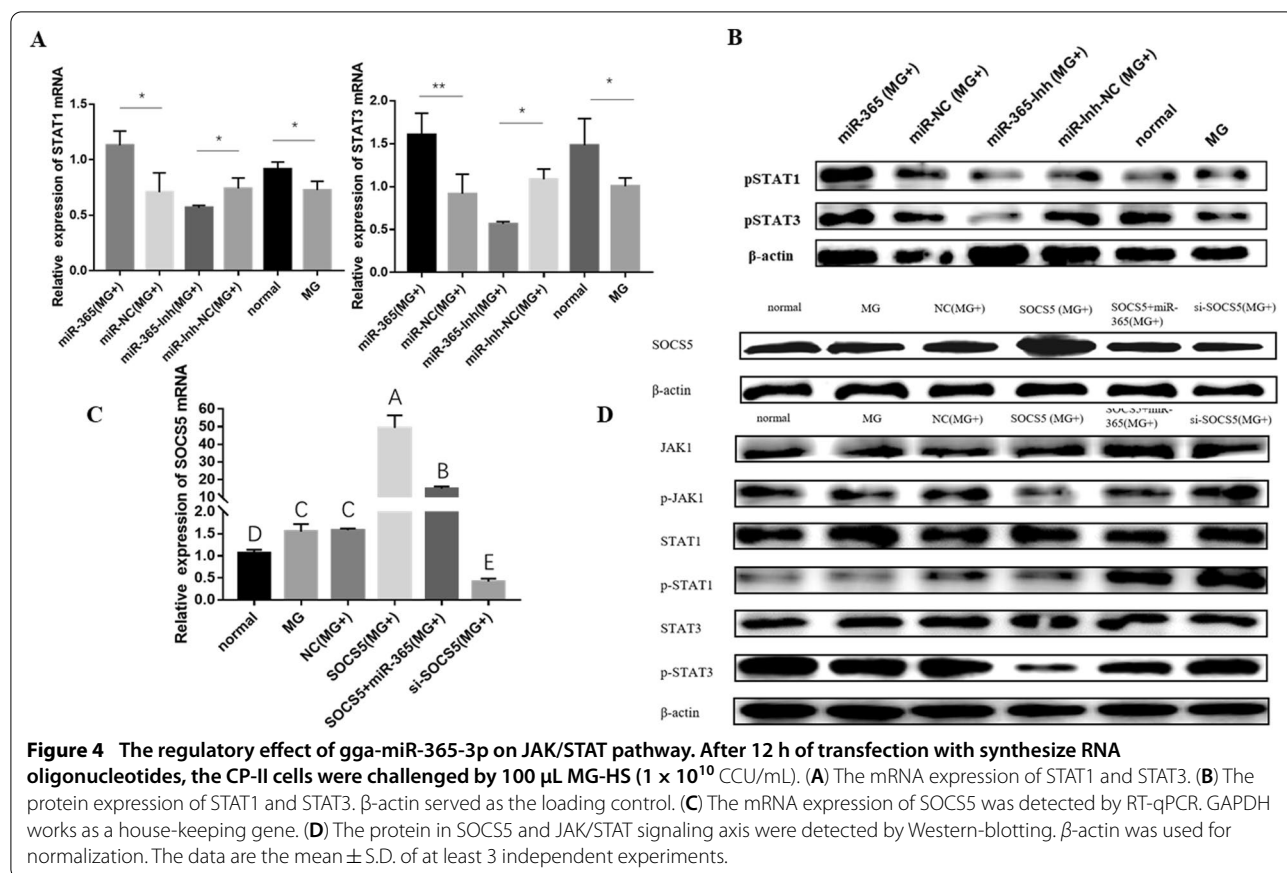 A
Relative expression of STAT1 mRNA
1.5
1.0
0.5
0.0
*
*
*
miR-365(MG+)
miR-NC(MG+)
miR-365-Inh(MG+)
miR-Inh-NC(MG+)
normal
MG
Relative expression of STAT3 mRNA
2.0
1.5
1.0
0.5
0.0
**
*
*
miR-365(MG+)
miR-NC(MG+)
miR-365-Inh(MG+)
miR-Inh-NC(MG+)
normal
MG
B
miR-365 (MG+)
miR-NC (MG+)
miR-365-Inh (MG+)
miR-Inh-NC (MG+)
normal
MG
pSTAT1
pSTAT3
β-actin
normal MG NC(MG+) SOCS5 (MG+) SOCS5+miR-365(MG+) si-SOCS5(MG+)
SOCS5
β-actin
C
Relative expression of SOCS5 mRNA
60
50
40
30
20
10
2.0
1.5
1.0
0.5
0.0
D
C
C
A
B
E
normal
MG
NC(MG+)
SOCS5(MG+)
SOCS5+miR-365(MG+)
si-SOCS5(MG+)
D
normal MG NC(MG+) SOCS5 (MG+) SOCS5+miR-365(MG+) si-SOCS5(MG+)
JAK1
p-JAK1
STAT1
p-STAT1
STAT3
p-STAT3
β-actin
Figure 4 The regulatory effect of gga-miR-365-3p on JAK/STAT pathway. After 12 h of transfection with synthesize RNA
oligonucleotides, the CP-II cells were challenged by 100 μL MG-HS (1 x 10¹⁰ CCU/mL). (A) The mRNA expression of STAT1 and STAT3. (B) The
protein expression of STAT1 and STAT3. β-actin served as the loading control. (C) The mRNA expression of SOCS5 was detected by RT-qPCR. GAPDH
works as a house-keeping gene. (D) The protein in SOCS5 and JAK/STAT signaling axis were detected by Western-blotting. β-actin was used for
normalization. The data are the mean ± S.D. of at least 3 independent experiments.